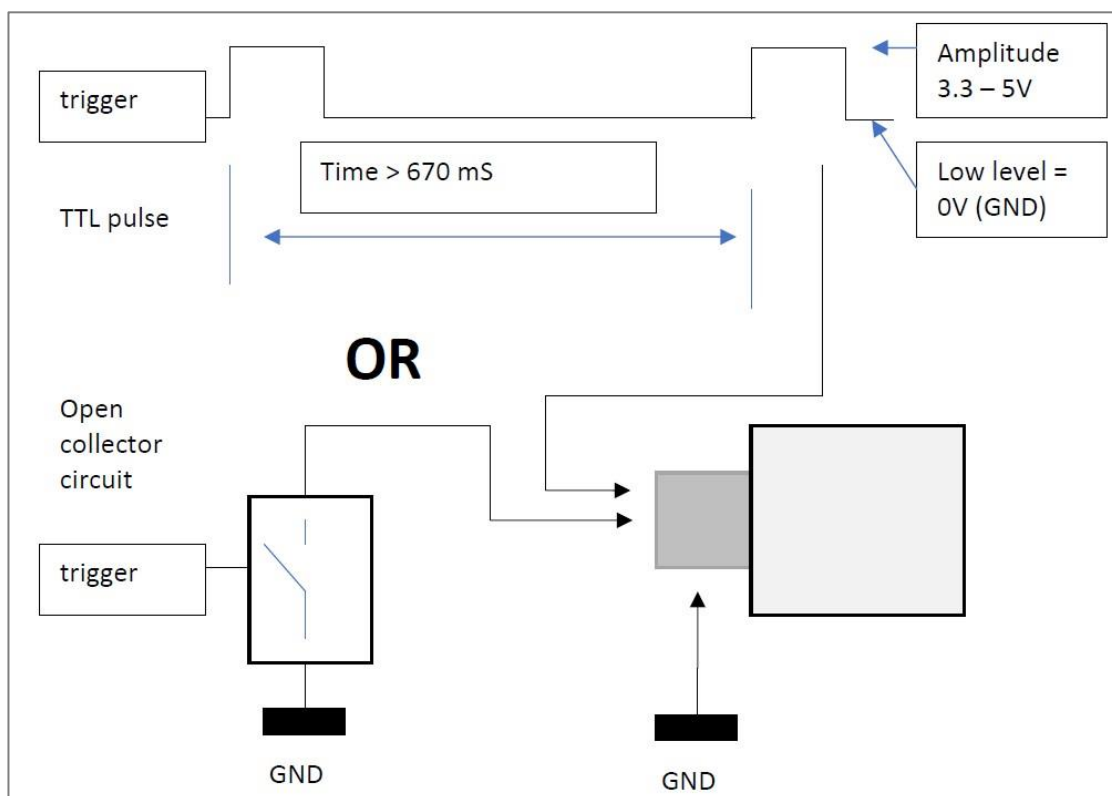 trigger
Amplitude
3.3 – 5V
Time > 670 mS
Low level =
0V (GND)
TTL pulse
OR
Open
collector
circuit
trigger
GND
GND